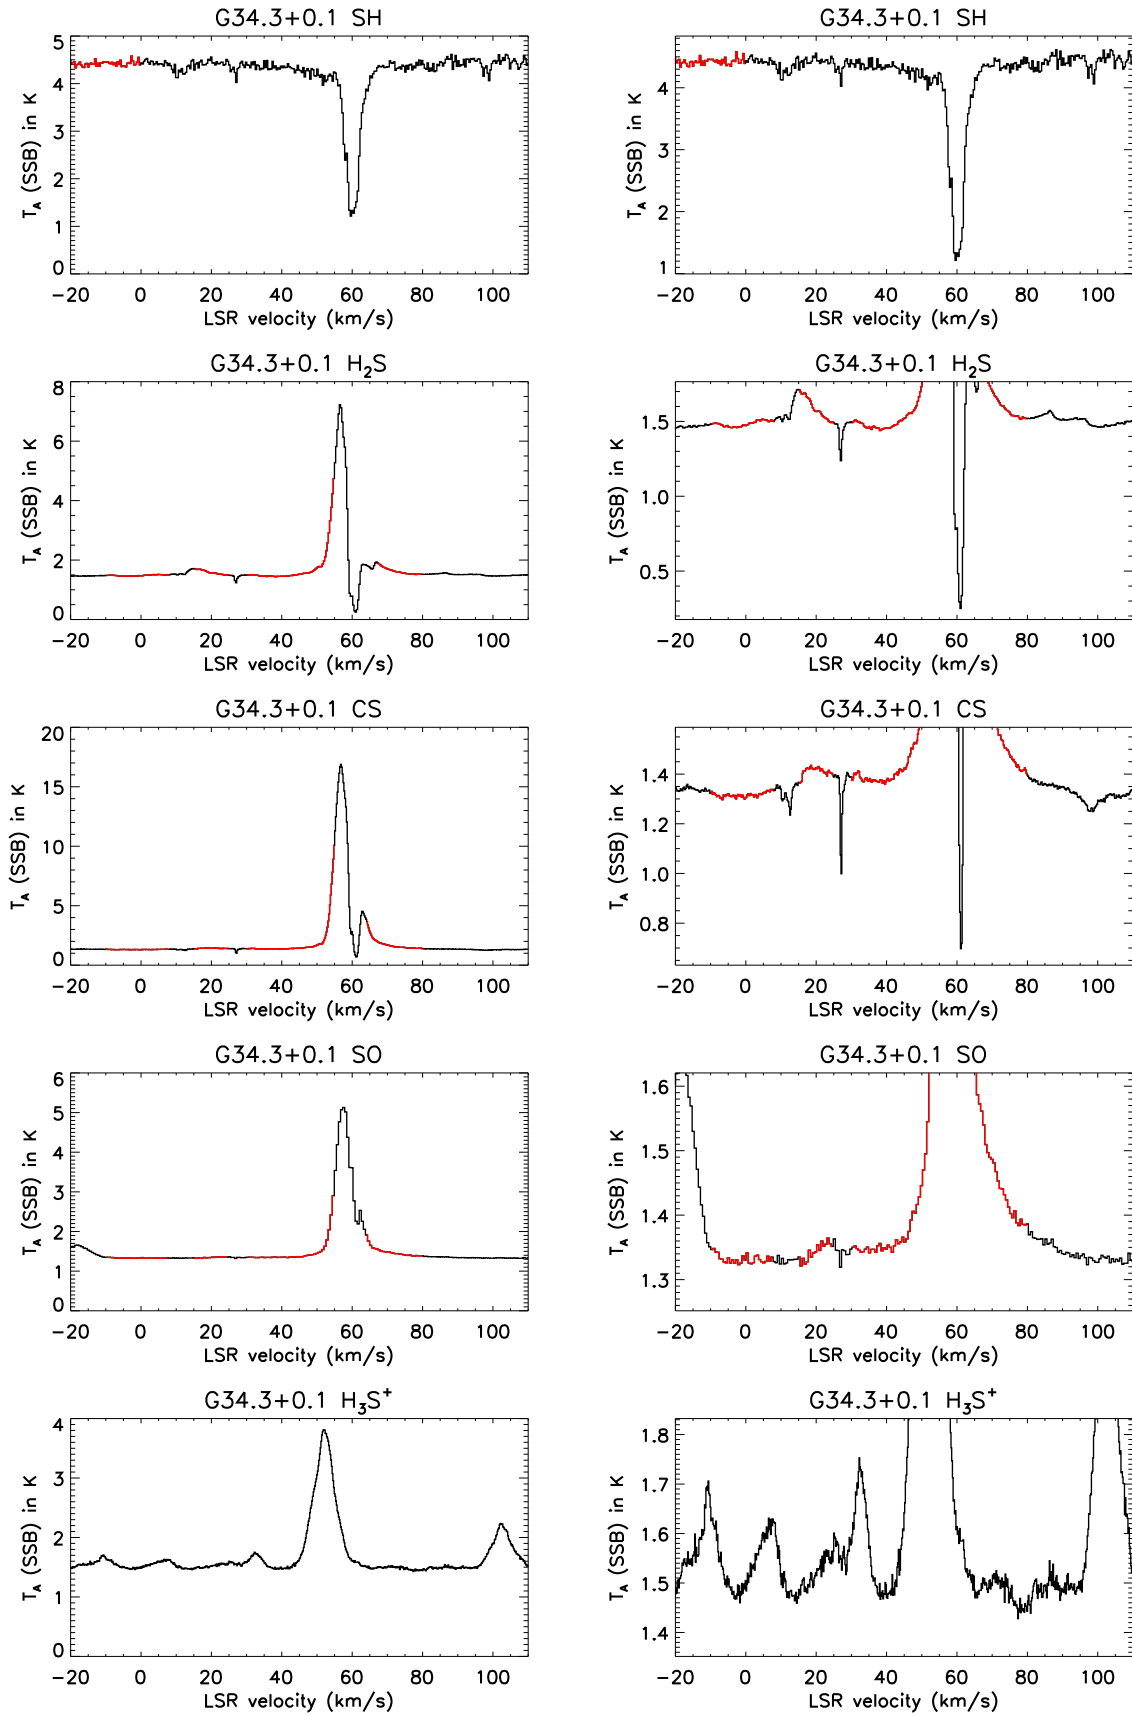 G34.3+0.1 SH
T_A (SSB) in K
5
4
3
2
1
0
−20 0 20 40 60 80 100
LSR velocity (km/s)
G34.3+0.1 SH
T_A (SSB) in K
4
3
2
1
−20 0 20 40 60 80 100
LSR velocity (km/s)
G34.3+0.1 H₂S
T_A (SSB) in K
8
6
4
2
0
−20 0 20 40 60 80 100
LSR velocity (km/s)
G34.3+0.1 H₂S
T_A (SSB) in K
1.5
1.0
0.5
−20 0 20 40 60 80 100
LSR velocity (km/s)
G34.3+0.1 CS
T_A (SSB) in K
20
15
10
5
0
−20 0 20 40 60 80 100
LSR velocity (km/s)
G34.3+0.1 CS
T_A (SSB) in K
1.4
1.2
1.0
0.8
−20 0 20 40 60 80 100
LSR velocity (km/s)
G34.3+0.1 SO
T_A (SSB) in K
6
5
4
3
2
1
0
−20 0 20 40 60 80 100
LSR velocity (km/s)
G34.3+0.1 SO
T_A (SSB) in K
1.6
1.5
1.4
1.3
−20 0 20 40 60 80 100
LSR velocity (km/s)
G34.3+0.1 H₃S⁺
T_A (SSB) in K
4
3
2
1
0
−20 0 20 40 60 80 100
LSR velocity (km/s)
G34.3+0.1 H₃S⁺
T_A (SSB) in K
1.8
1.7
1.6
1.5
1.4
−20 0 20 40 60 80 100
LSR velocity (km/s)